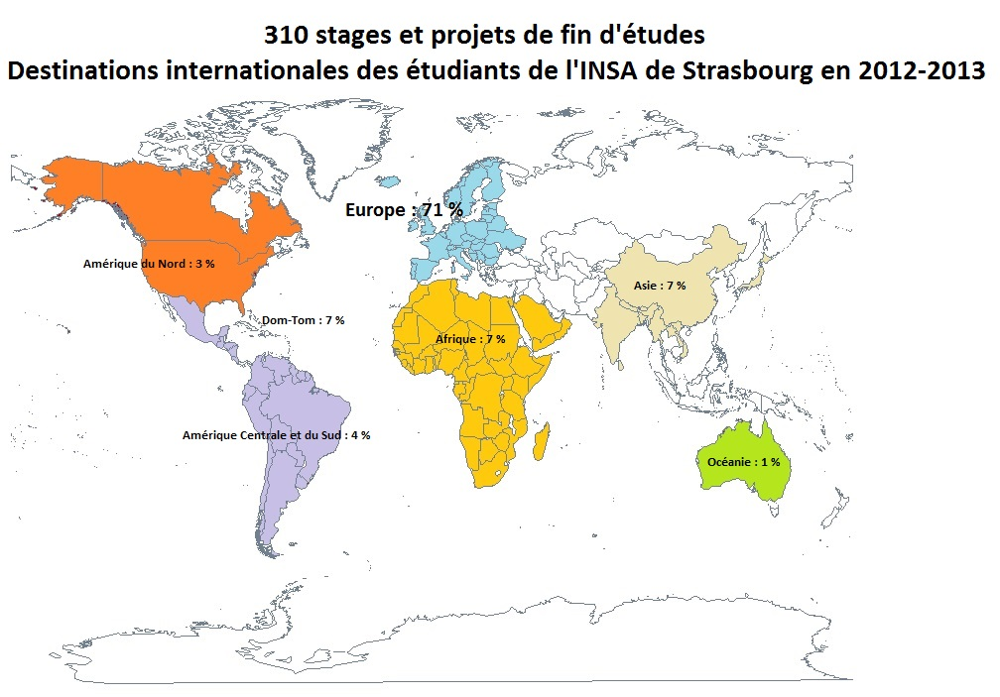 310 stages et projets de fin d'études
Destinations internationales des étudiants de l'INSA de Strasbourg en 2012-2013
Europe : 71 %
Amérique du Nord : 3 %
Asie : 7 %
Dom-Tom : 7 %
Afrique : 7 %
Amérique Centrale et du Sud : 4 %
Océanie : 1 %